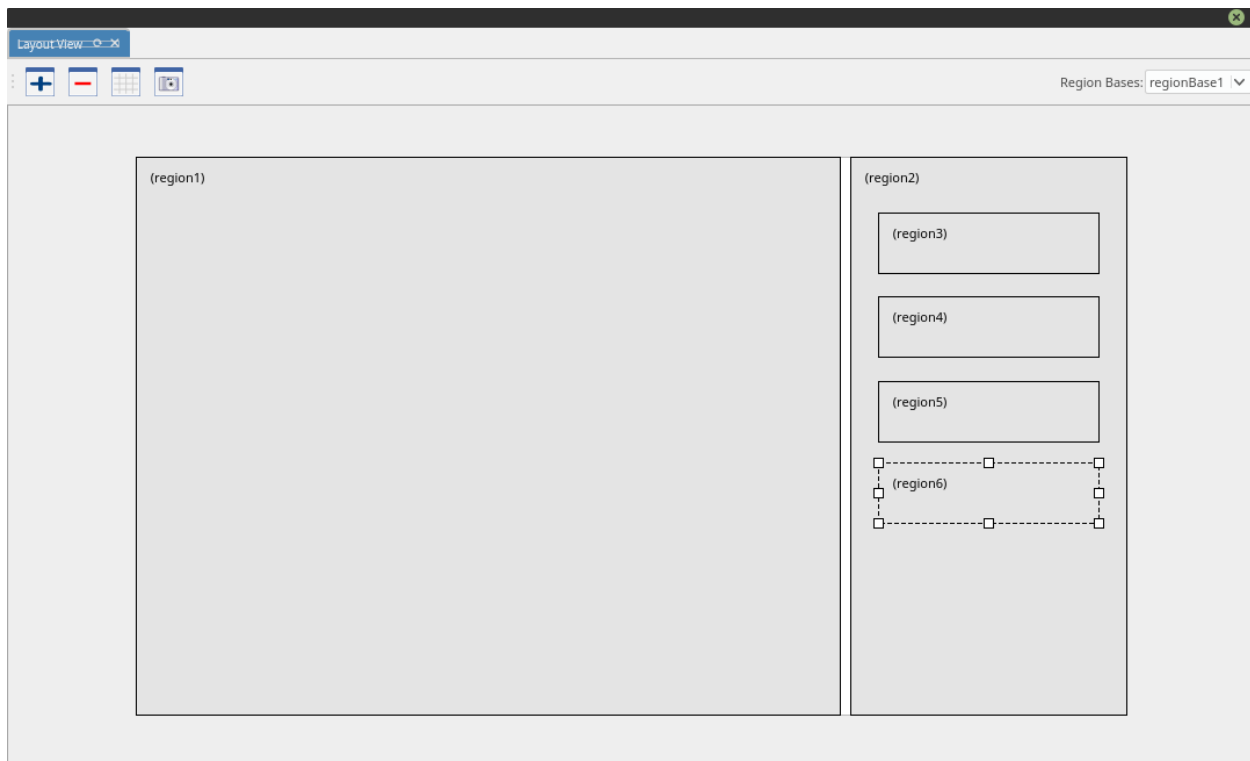 Layout View
Region Bases: regionBase1
(region1)
(region2)
(region3)
(region4)
(region5)
(region6)